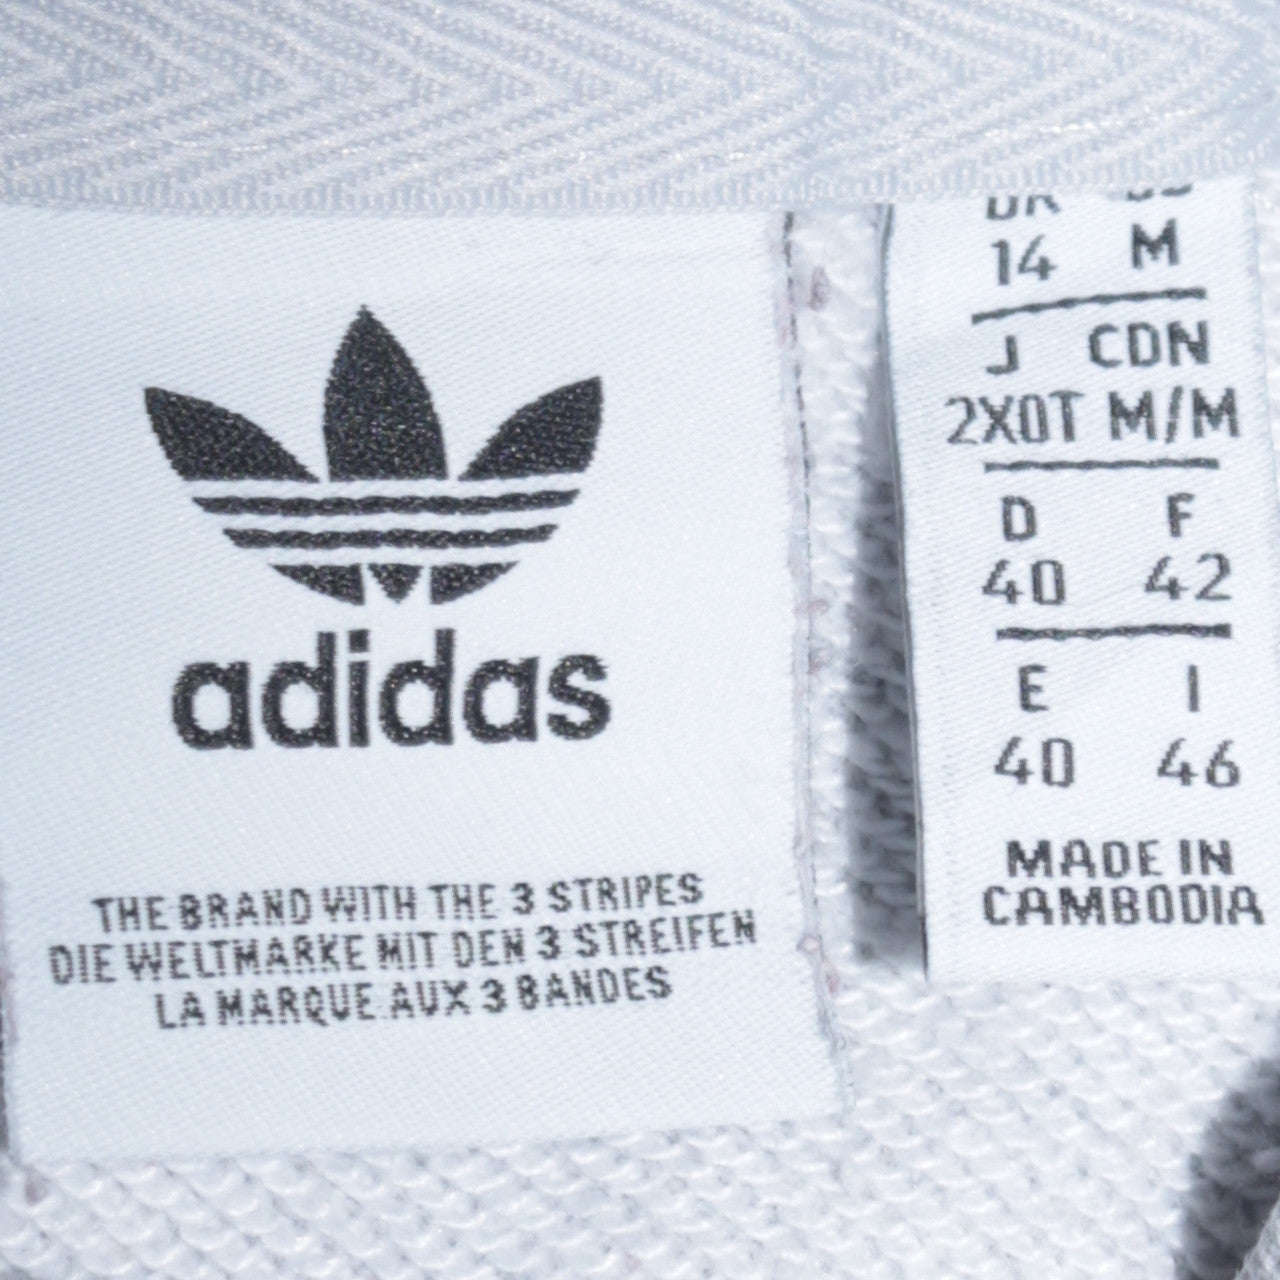 adidas
THE BRAND WITH THE 3 STRIPES
DIE WELTMARKE MIT DEN 3 STREIFEN
LA MARQUE AUX 3 BANDES
14 M
J CDN
2XOT M/M
D F
40 42
E I
40 46
MADE IN
CAMBODIA